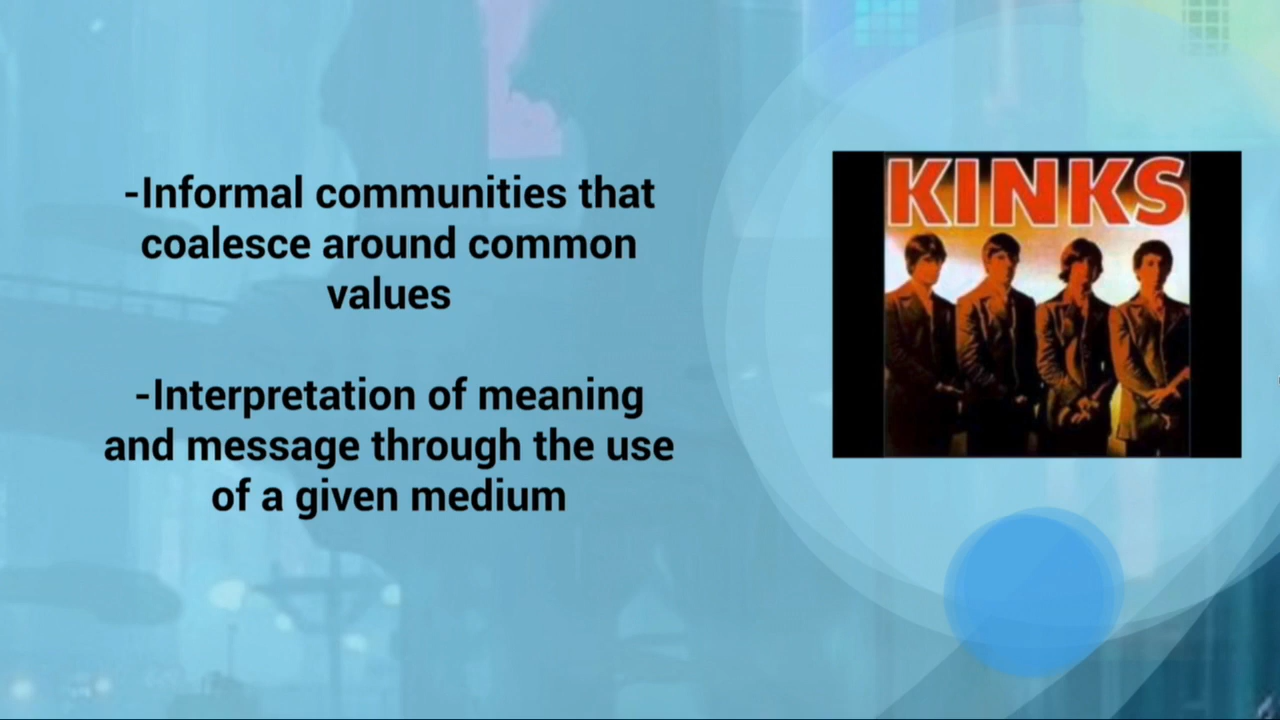 -Informal communities that
coalesce around common
values
-Interpretation of meaning
and message through the use
of a given medium
KINKS